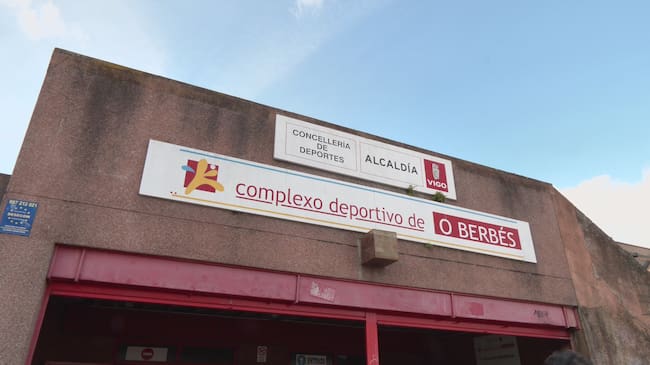 CONCELLERÍA
DE
DEPORTES
ALCALDÍA
VIGO
complexo deportivo de O BERBÉS